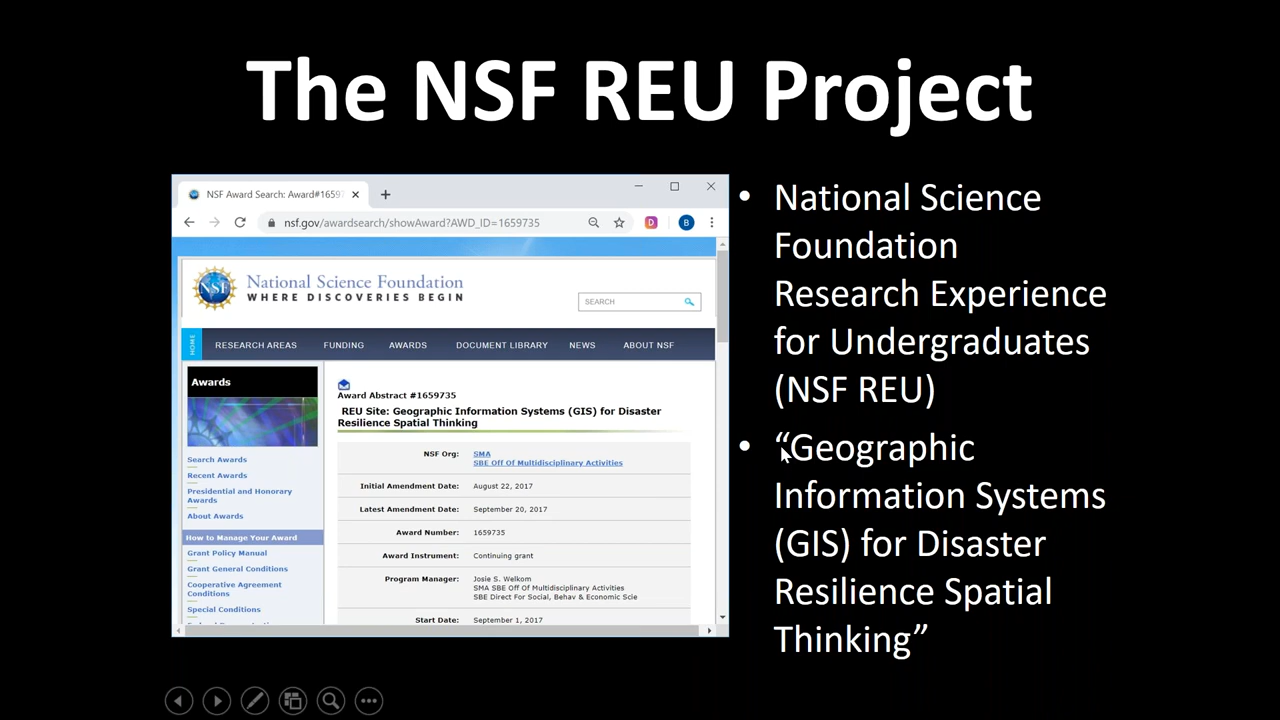 The NSF REU Project
NSF Award Search: Award#1659
nsf.gov/awardsearch/showAward?AWD_ID=1659735
B
NSF
National Science Foundation
WHERE DISCOVERIES BEGIN
SEARCH
HOME
RESEARCH AREAS FUNDING AWARDS DOCUMENT LIBRARY NEWS ABOUT NSF
Awards
Search Awards
Recent Awards
Presidential and Honorary
Awards
About Awards
How to Manage Your Award
Grant Policy Manual
Grant General Conditions
Cooperative Agreement
Conditions
Special Conditions
Award Abstract #1659735
REU Site: Geographic Information Systems (GIS) for Disaster
Resilience Spatial Thinking
NSF Org: SMA
SBE Off Of Multidisciplinary Activities
Initial Amendment Date: August 22, 2017
Latest Amendment Date: September 20, 2017
Award Number: 1659735
Award Instrument: Continuing grant
Program Manager: Josie S. Welkom
SMA SBE Off Of Multidisciplinary Activities
SBE Direct For Social, Behav & Economic Scie
Start Date: September 1, 2017
• National Science
Foundation
Research Experience
for Undergraduates
(NSF REU)
• “Geographic
Information Systems
(GIS) for Disaster
Resilience Spatial
Thinking”